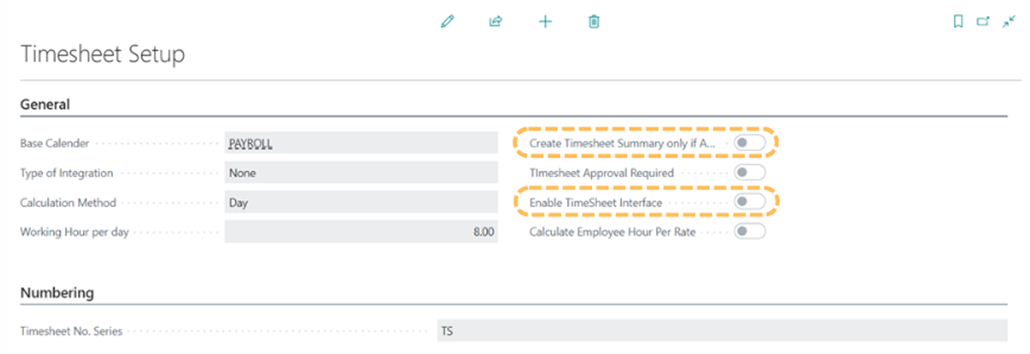 Timesheet Setup
General
Base Calender
PAYROLL
Create Timesheet Summary only if A...
Type of Integration
None
TImesheet Approval Required
Calculation Method
Day
Enable TimeSheet Interface
Working Hour per day
8.00
Calculate Employee Hour Per Rate
Numbering
Timesheet No. Series
TS